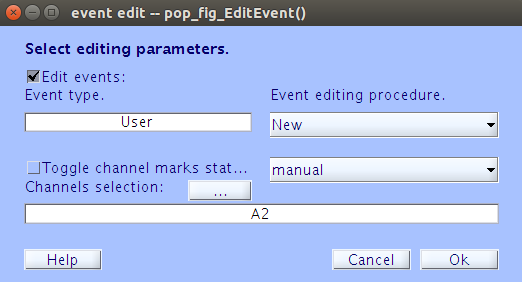 event edit -- pop_fig_EditEvent()
Select editing parameters.
Edit events:
Event type. Event editing procedure.
User New
Toggle channel marks stat... manual
Channels selection: ...
A2
Help Cancel Ok